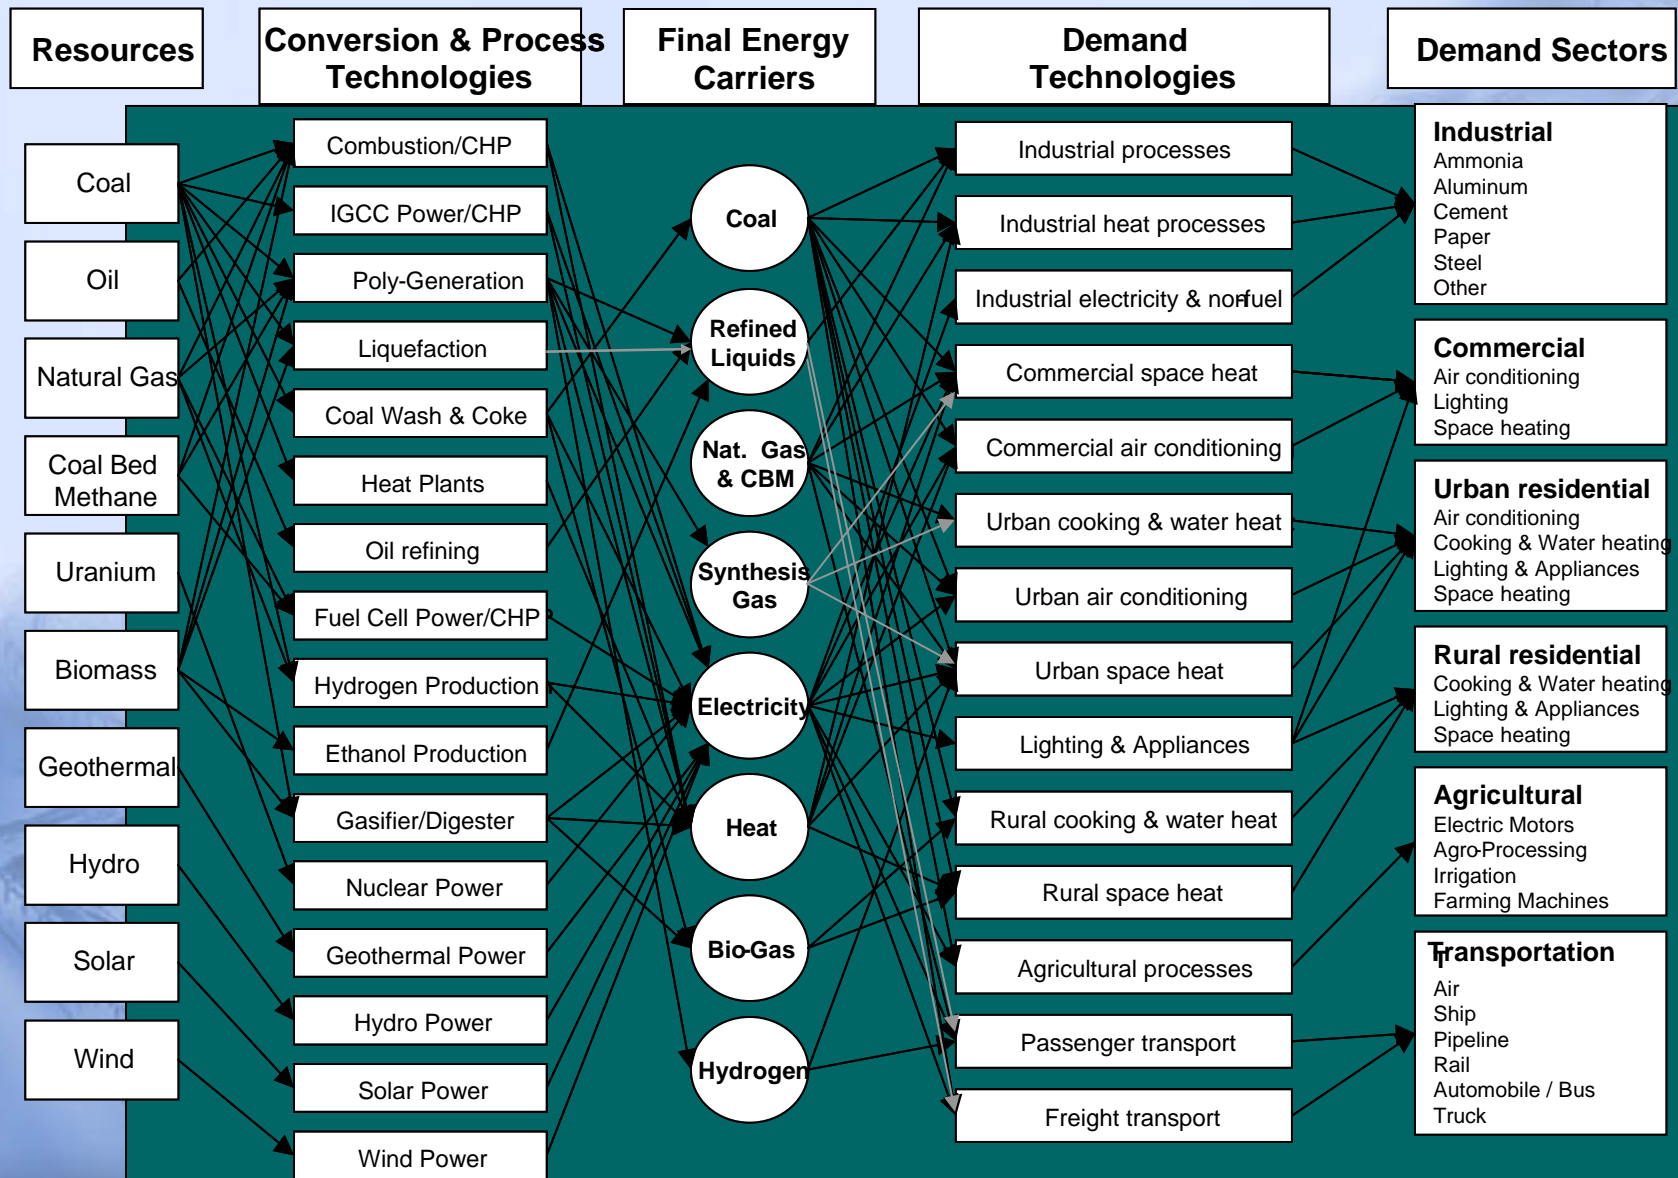 Resources
Conversion & Process
Technologies
Final Energy
Carriers
Demand
Technologies
Demand Sectors
Coal
Oil
Natural Gas
Coal Bed
Methane
Uranium
Biomass
Geothermal
Hydro
Solar
Wind
Combustion/CHP
IGCC Power/CHP
Poly-Generation
Liquefaction
Coal Wash & Coke
Heat Plants
Oil refining
Fuel Cell Power/CHP
Hydrogen Production
Ethanol Production
Gasifier/Digester
Nuclear Power
Geothermal Power
Hydro Power
Solar Power
Wind Power
Coal
Refined
Liquids
Nat. Gas
& CBM
Synthesis
Gas
Electricity
Heat
Bio-Gas
Hydrogen
Industrial processes
Industrial heat processes
Industrial electricity & non-fuel
Commercial space heat
Commercial air conditioning
Urban cooking & water heat
Urban air conditioning
Urban space heat
Lighting & Appliances
Rural cooking & water heat
Rural space heat
Agricultural processes
Passenger transport
Freight transport
Industrial
Ammonia
Aluminum
Cement
Paper
Steel
Other
Commercial
Air conditioning
Lighting
Space heating
Urban residential
Air conditioning
Cooking & Water heating
Lighting & Appliances
Space heating
Rural residential
Cooking & Water heating
Lighting & Appliances
Space heating
Agricultural
Electric Motors
Agro-Processing
Irrigation
Farming Machines
Transportation
Air
Ship
Pipeline
Rail
Automobile / Bus
Truck